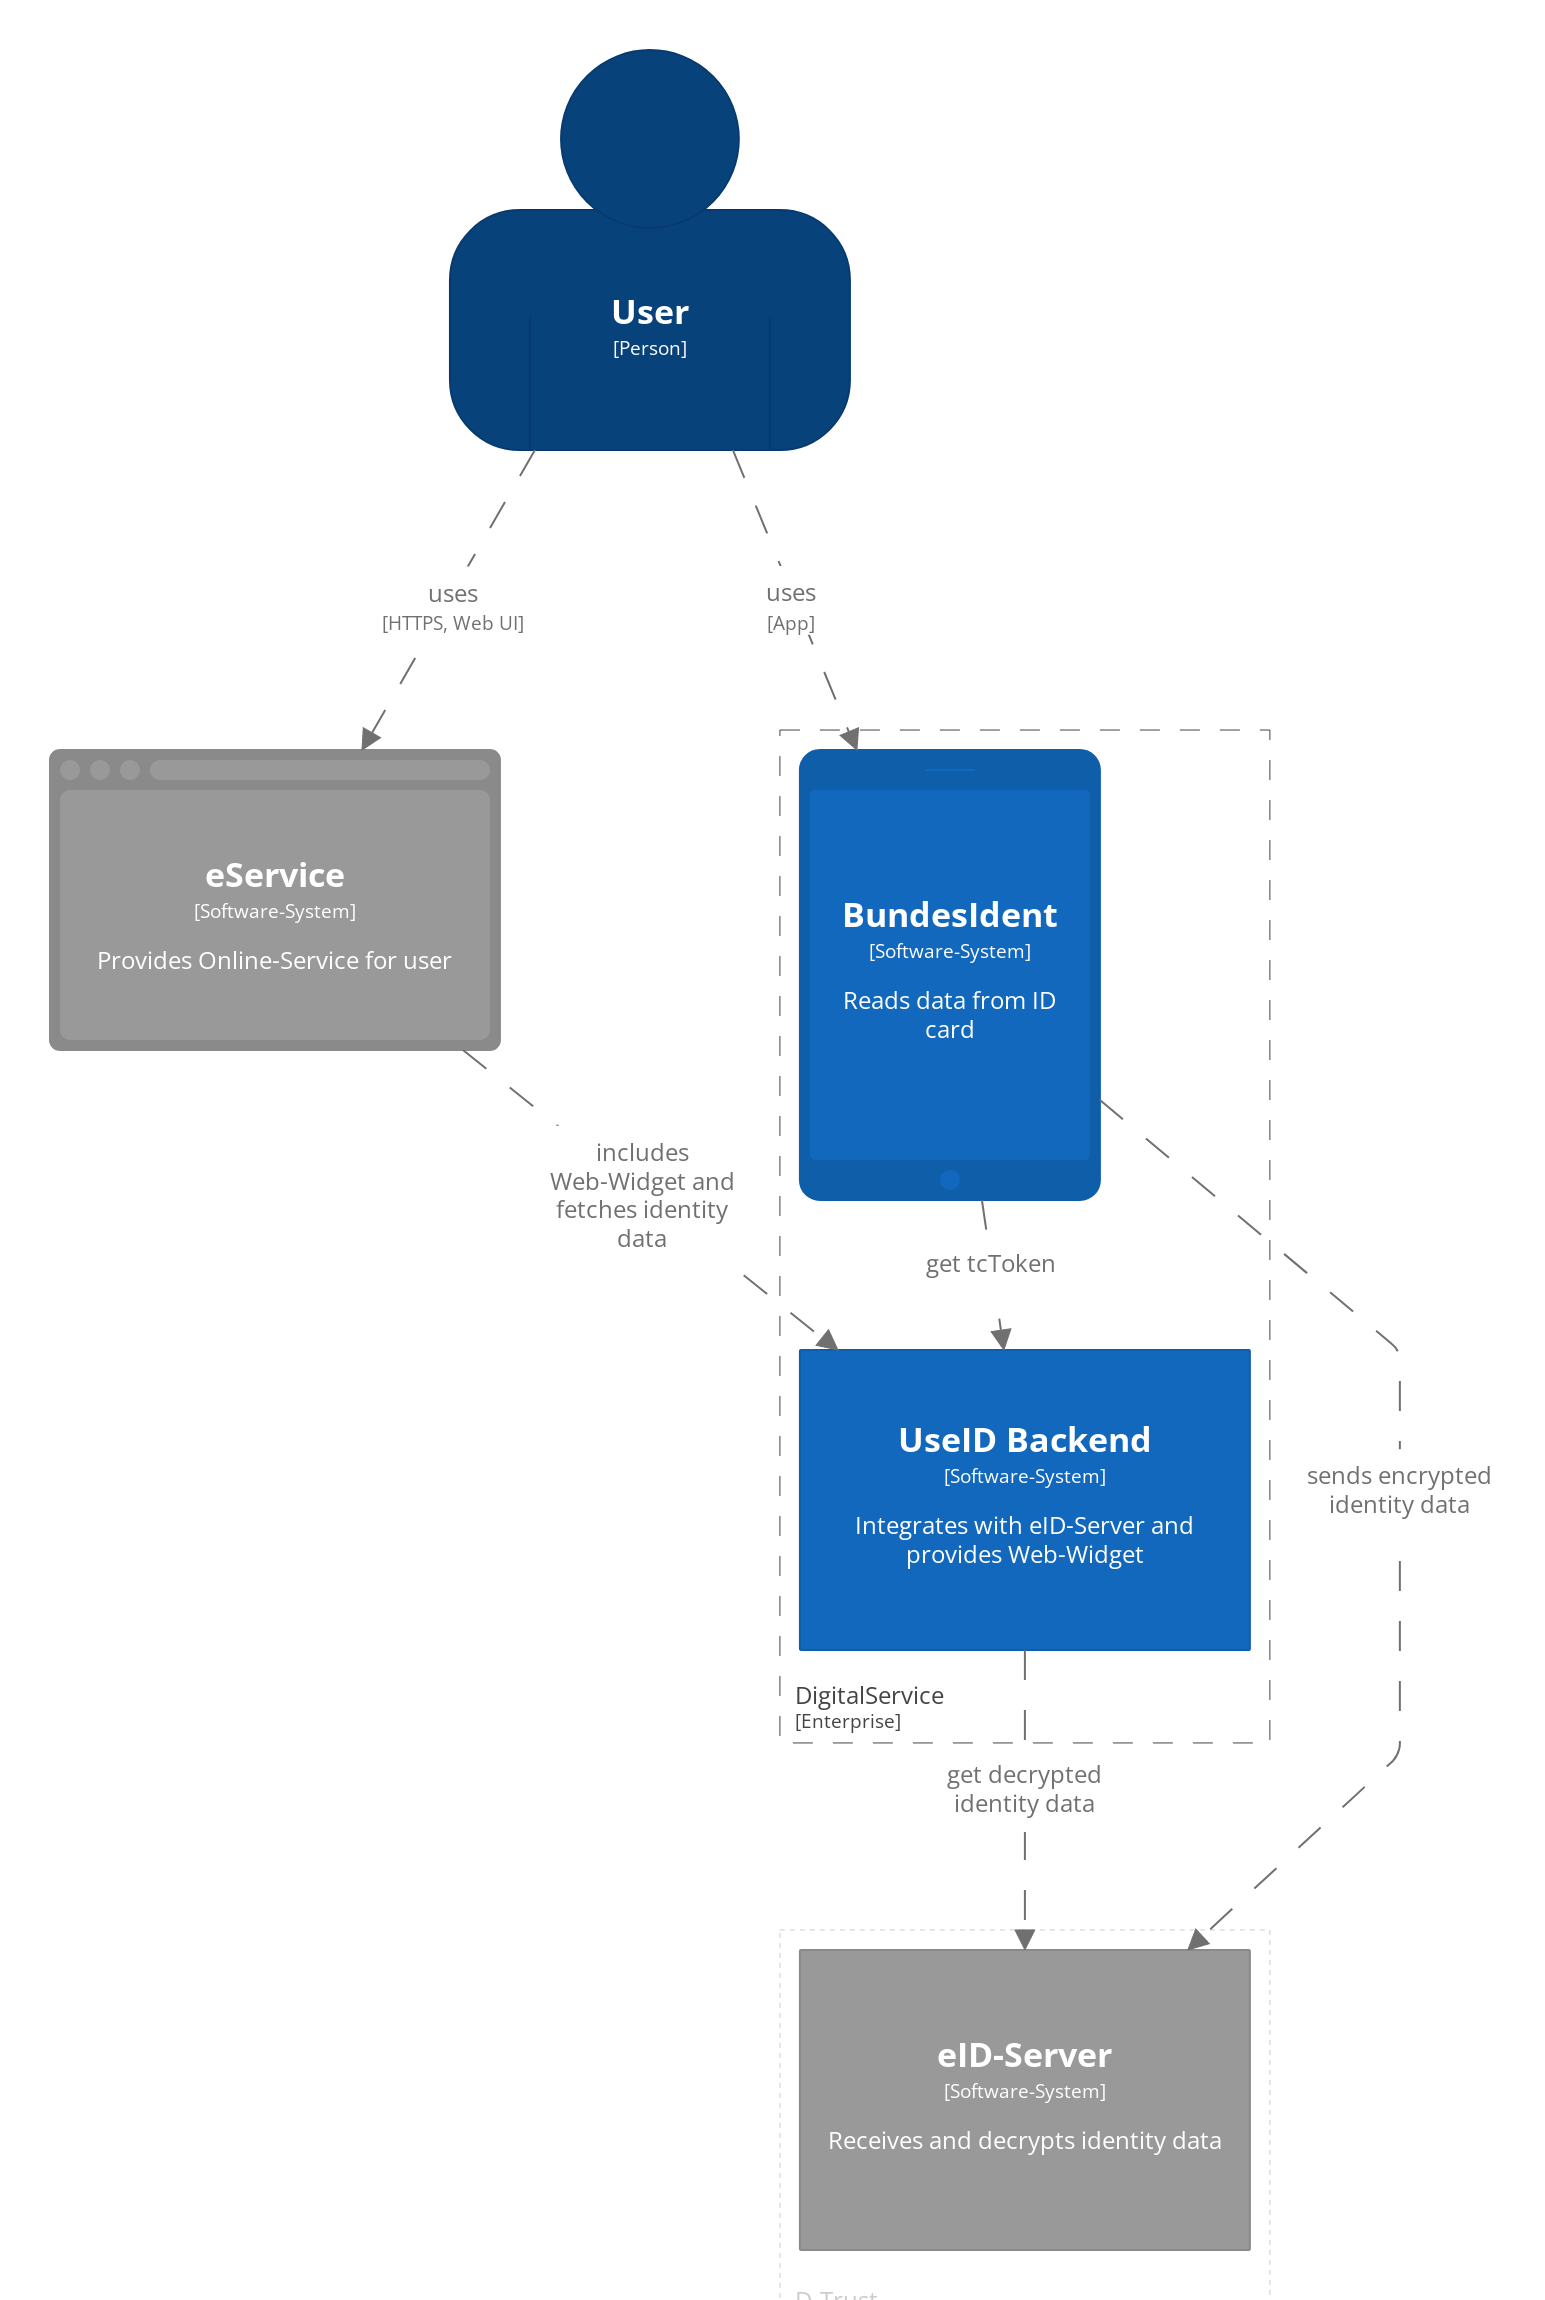 User
[Person]
uses
[HTTPS, Web UI]
uses
[App]
eService
[Software-System]
Provides Online-Service for user
BundesIdent
[Software-System]
Reads data from ID
card
includes
Web-Widget and
fetches identity
data
get tcToken
UseID Backend
[Software-System]
Integrates with eID-Server and
provides Web-Widget
sends encrypted
identity data
DigitalService
[Enterprise]
get decrypted
identity data
eID-Server
[Software-System]
Receives and decrypts identity data
D-Trust